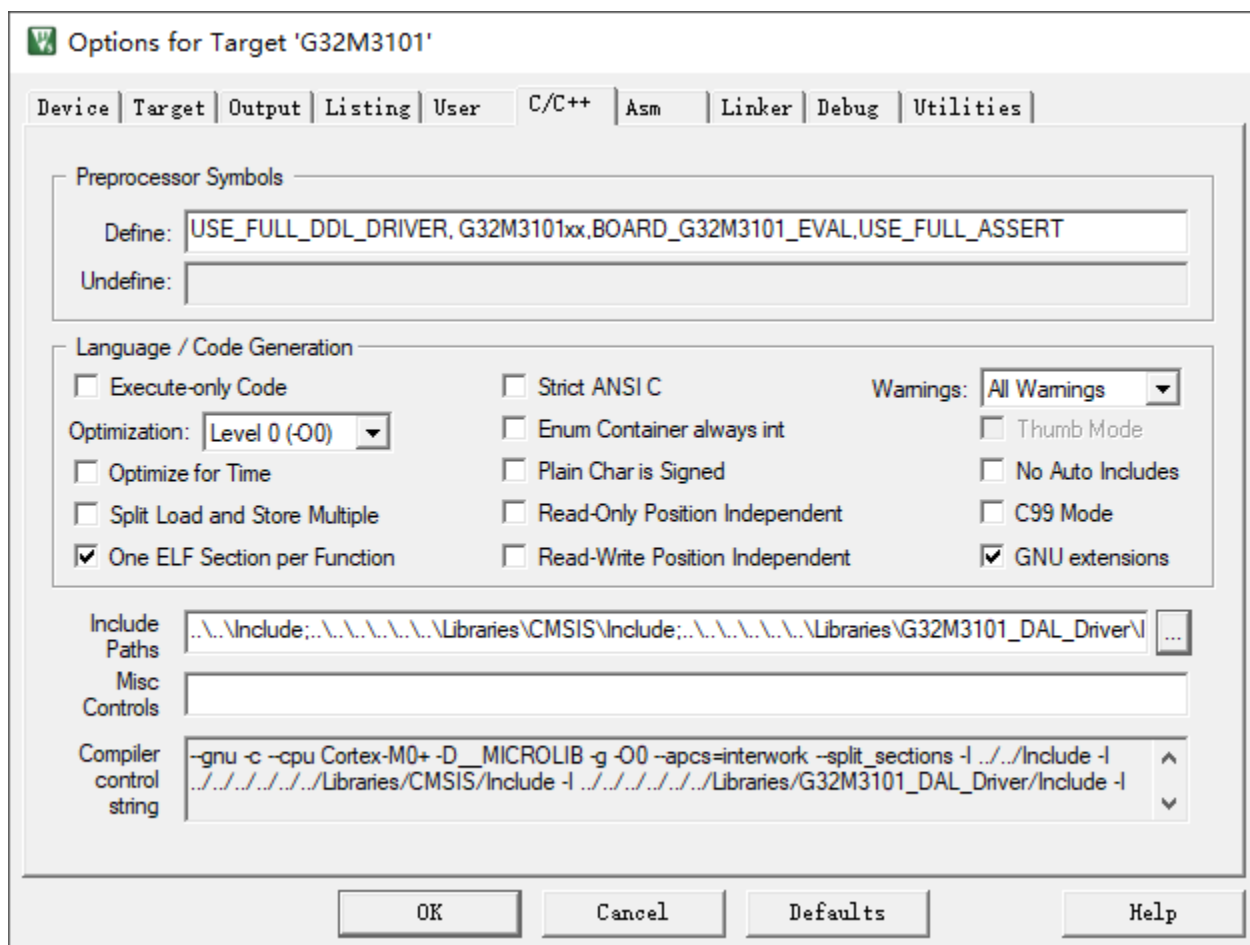 Options for Target 'G32M3101'
Device Target Output Listing User C/C++ Asm Linker Debug Utilities
Preprocessor Symbols
Define: USE_FULL_DDL_DRIVER, G32M3101xx,BOARD_G32M3101_EVAL,USE_FULL_ASSERT
Undefine:
Language / Code Generation
Execute-only Code Strict ANSI C Warnings: All Warnings
Optimization: Level 0 (-O0) Enum Container always int Thumb Mode
Optimize for Time Plain Char is Signed No Auto Includes
Split Load and Store Multiple Read-Only Position Independent C99 Mode
One ELF Section per Function Read-Write Position Independent GNU extensions
Include
Paths
..\..\Include;..\..\..\..\..\..\Libraries\CMSIS\Include;..\..\..\..\..\..\Libraries\G32M3101_DAL_Driver\I
...
Misc
Controls
Compiler
control
string
--gnu -c --cpu Cortex-M0+ -D__MICROLIB -g -O0 --apcs=interwork --split_sections -I ../../Include -I
../../../../../../Libraries/CMSIS/Include -I ../../../../../../Libraries/G32M3101_DAL_Driver/Include -I
OK Cancel Defaults Help